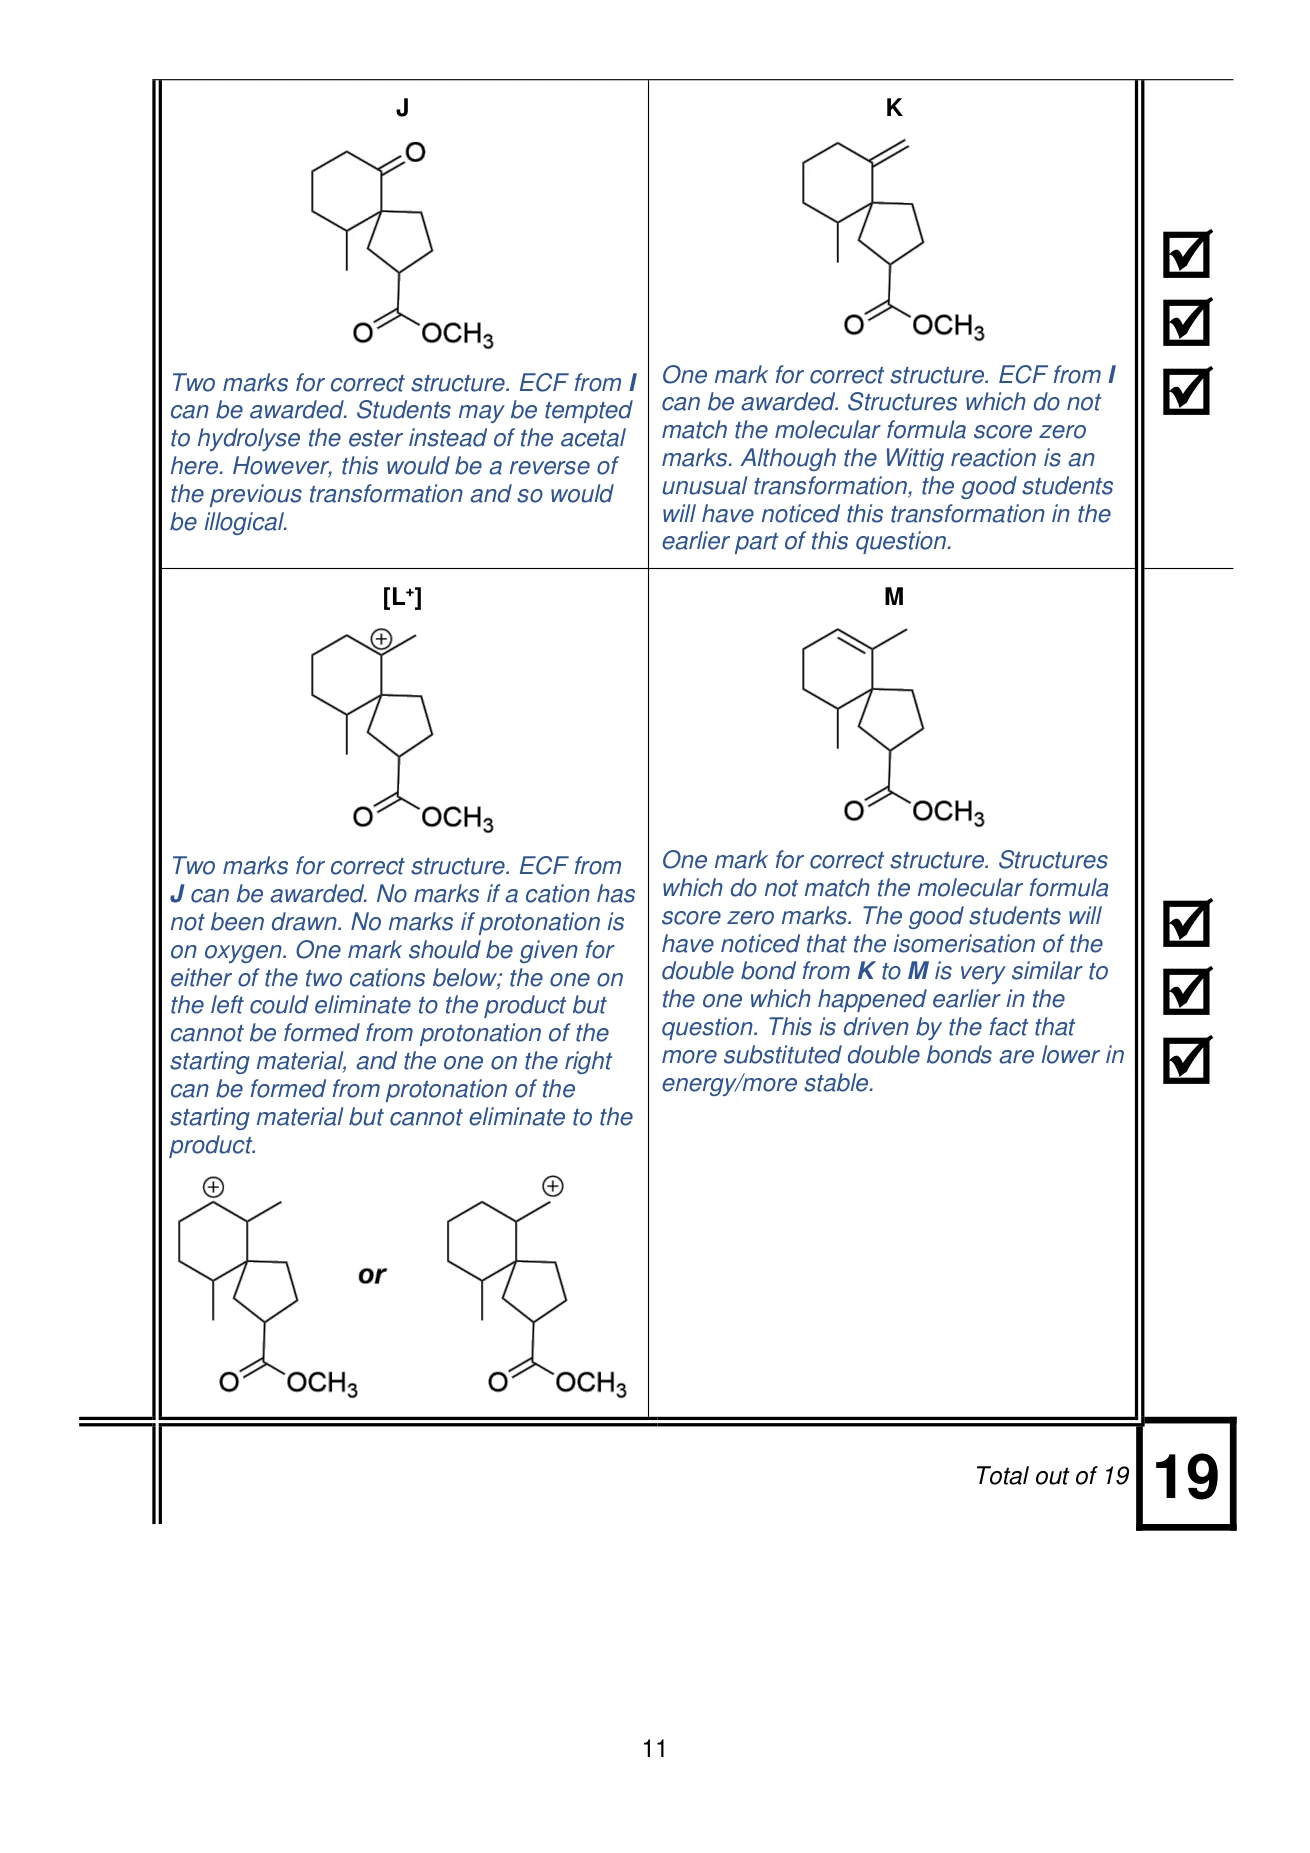 J
O
O
OCH3
Two marks for correct structure. ECF from I
can be awarded. Students may be tempted
to hydrolyse the ester instead of the acetal
here. However, this would be a reverse of
the previous transformation and so would
be illogical.
K
O
OCH3
One mark for correct structure. ECF from I
can be awarded. Structures which do not
match the molecular formula score zero
marks. Although the Wittig reaction is an
unusual transformation, the good students
will have noticed this transformation in the
earlier part of this question.
[L+]
+
O
OCH3
Two marks for correct structure. ECF from
J can be awarded. No marks if a cation has
not been drawn. No marks if protonation is
on oxygen. One mark should be given for
either of the two cations below; the one on
the left could eliminate to the product but
cannot be formed from protonation of the
starting material, and the one on the right
can be formed from protonation of the
starting material but cannot eliminate to the
product.
+
O
OCH3
or
+
O
OCH3
M
O
OCH3
One mark for correct structure. Structures
which do not match the molecular formula
score zero marks. The good students will
have noticed that the isomerisation of the
double bond from K to M is very similar to
the one which happened earlier in the
question. This is driven by the fact that
more substituted double bonds are lower in
energy/more stable.
Total out of 19
19
11